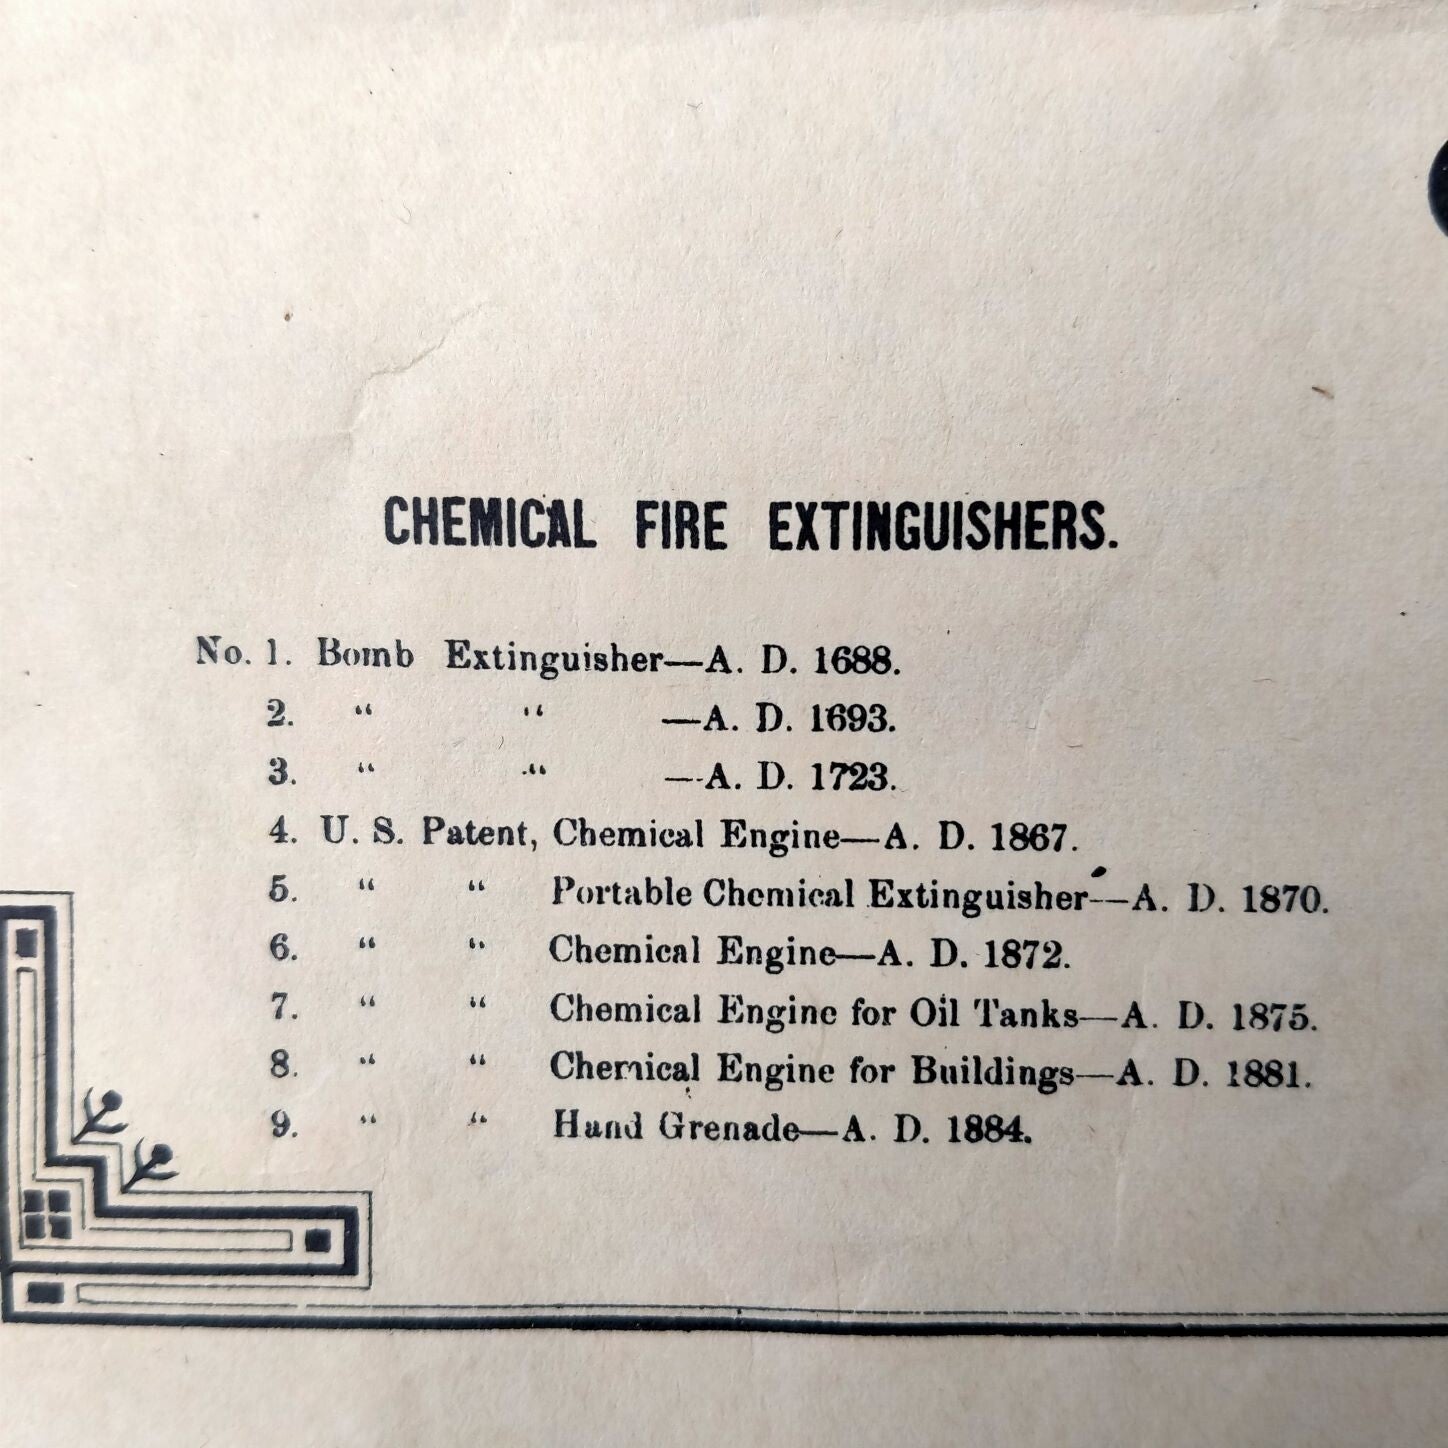 CHEMICAL FIRE EXTINGUISHERS.
No. 1. Bomb Extinguisher—A. D. 1688.
2. “ “ —A. D. 1693.
3. “ “ —A. D. 1723.
4. U. S. Patent, Chemical Engine—A. D. 1867.
5. “ “ Portable Chemical Extinguisher—A. D. 1870.
6. “ “ Chemical Engine—A. D. 1872.
7. “ “ Chemical Engine for Oil Tanks—A. D. 1875.
8. “ “ Chemical Engine for Buildings—A. D. 1881.
9. “ “ Hand Grenade—A. D. 1884.